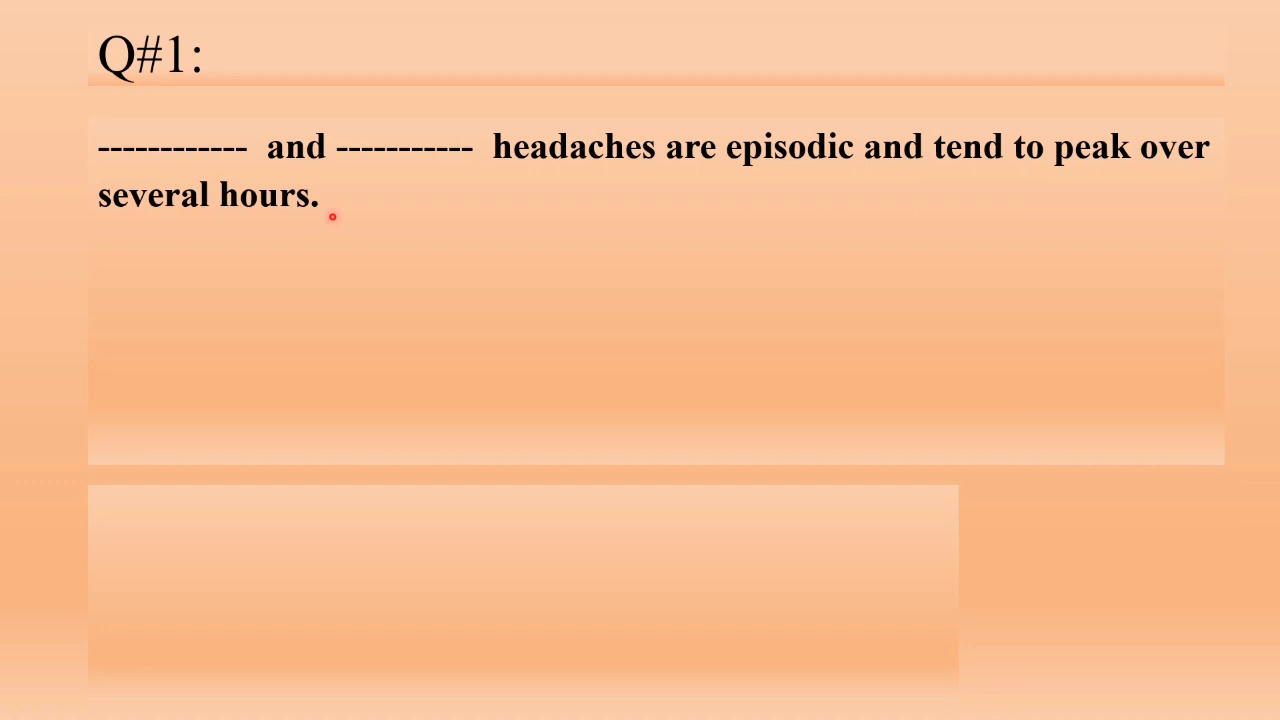 Q#1:
------------ and ----------- headaches are episodic and tend to peak over
several hours.